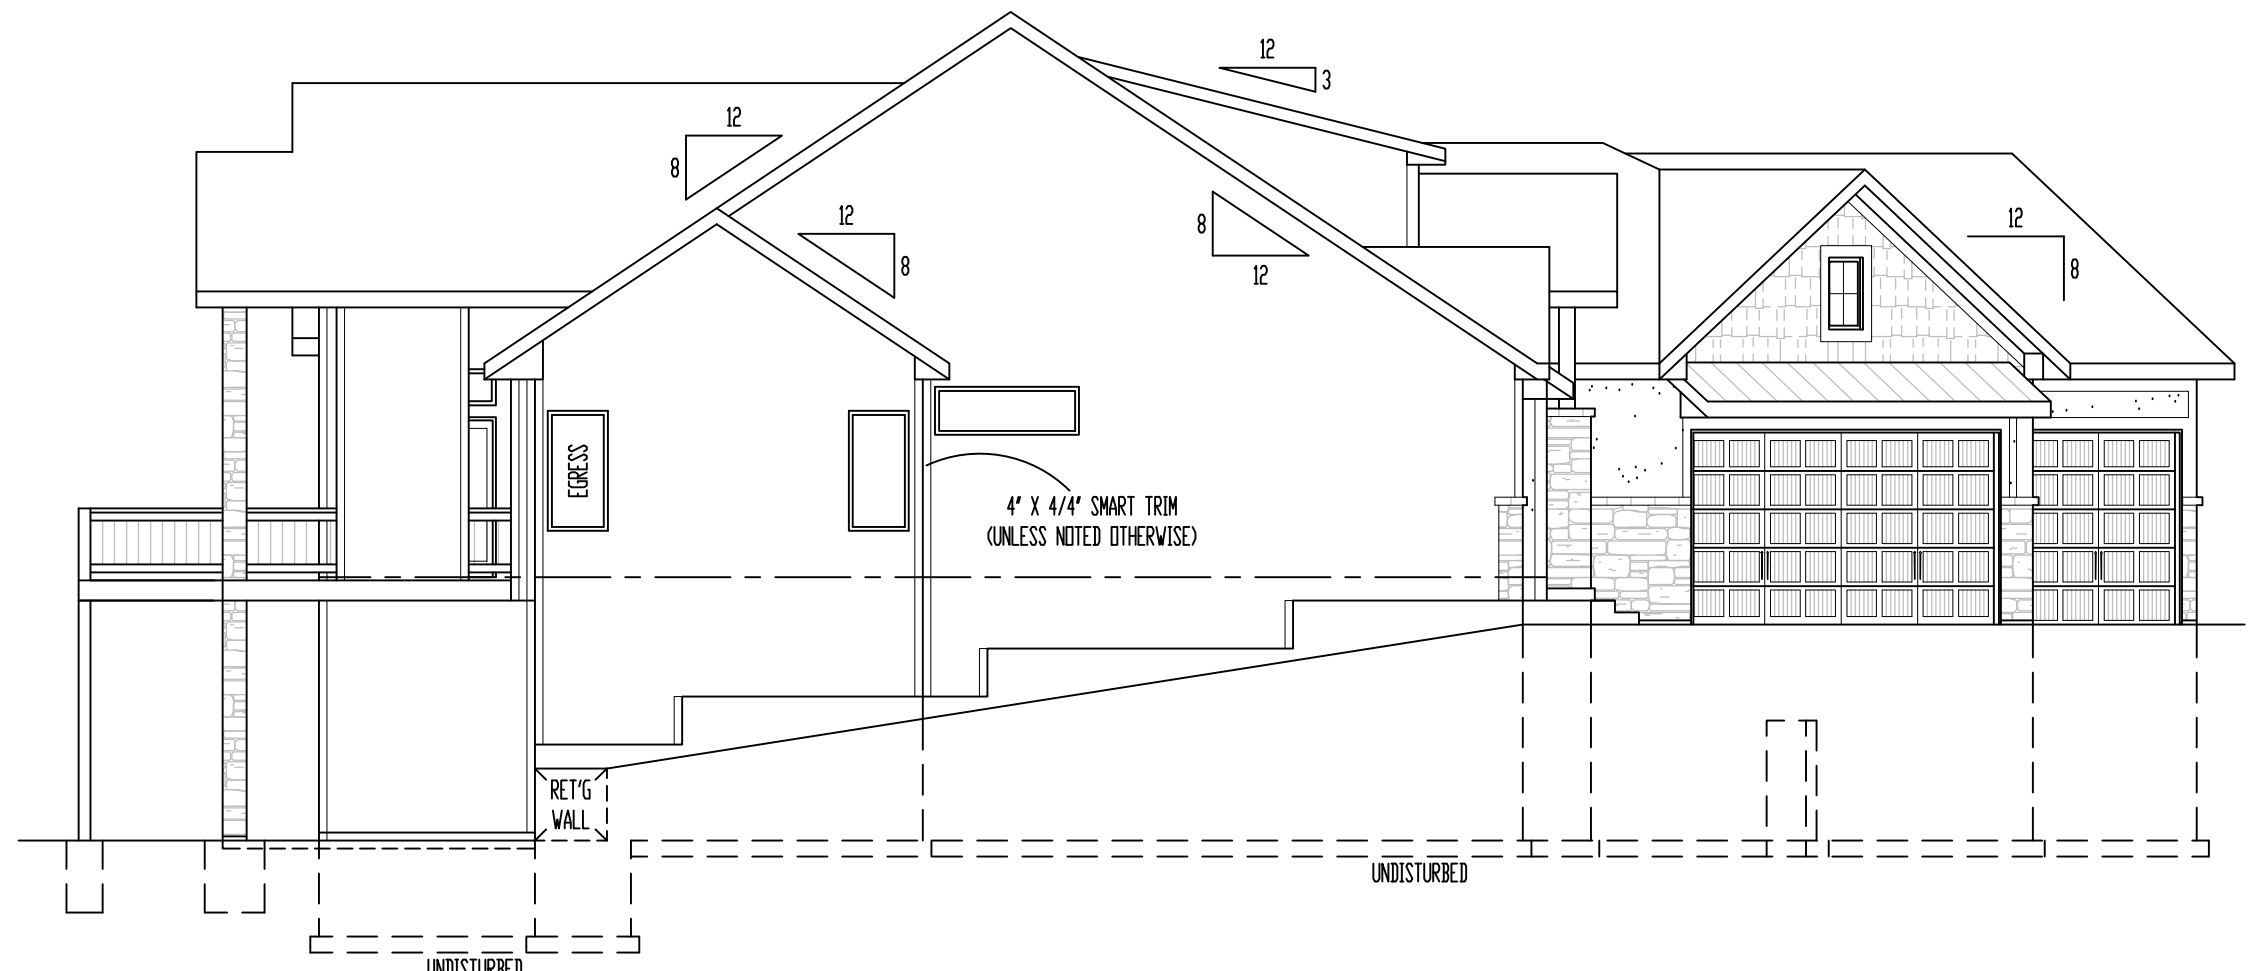 12
3
12
8
12
8
8
12
12
8
EGRESS
4" X 4/4" SMART TRIM
(UNLESS NOTED OTHERWISE)
RET'G
WALL
UNDISTURBED
UNDISTURBED